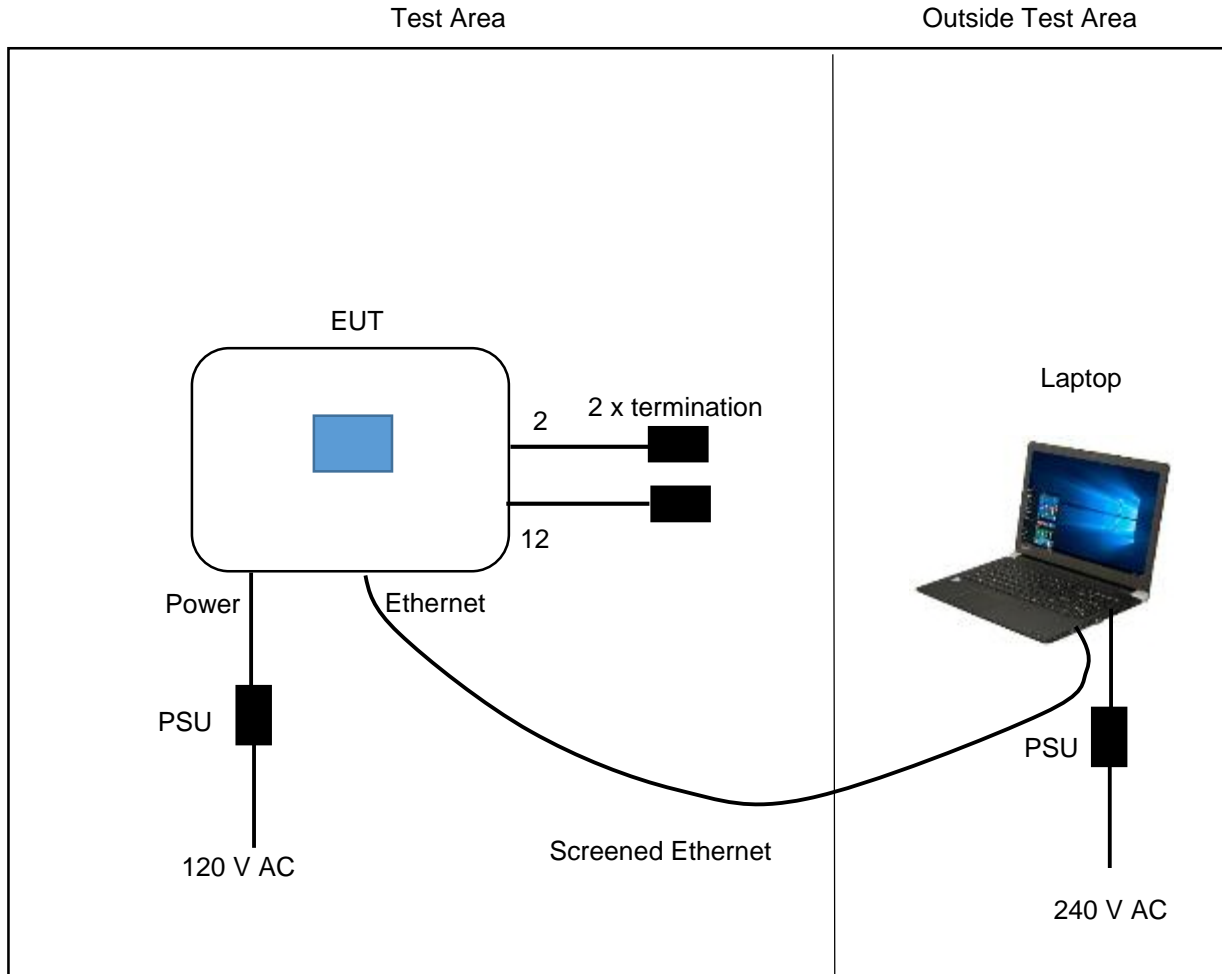 Test Area
Outside Test Area
EUT
Laptop
2
2 x termination
12
Power
Ethernet
PSU
PSU
Screened Ethernet
120 V AC
240 V AC